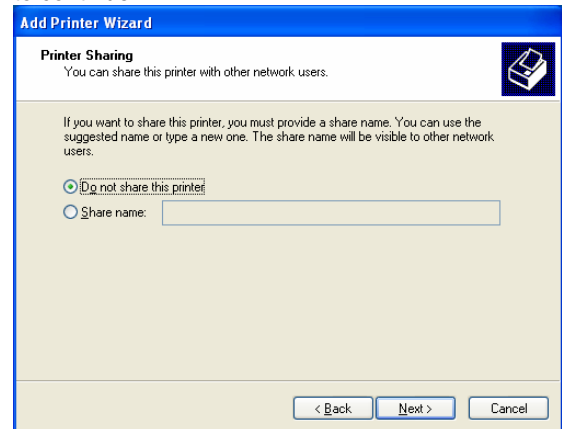 Add Printer Wizard
Printer Sharing
You can share this printer with other network users.
If you want to share this printer, you must provide a share name. You can use the
suggested name or type a new one. The share name will be visible to other network
users.
Do not share this printer
Share name:
< Back Next > Cancel